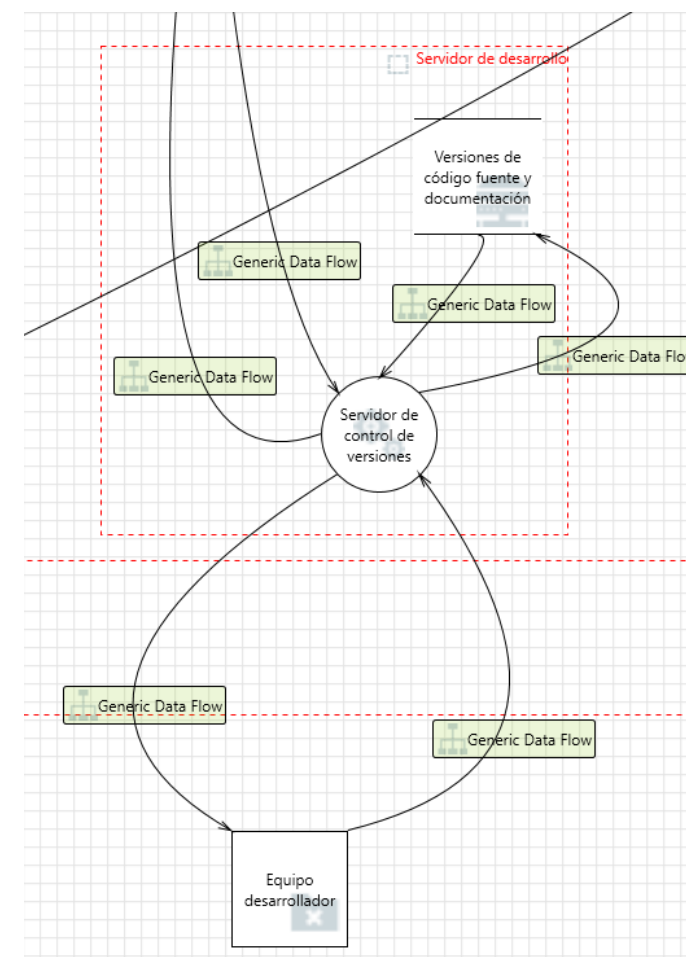 Servidor de desarrollo
Versiones de
código fuente y
documentación
Generic Data Flow
Generic Data Flow
Generic Data Flo
Generic Data Flow
Servidor de
control de
versiones
Generic Data Flow
Generic Data Flow
Equipo
desarrollador